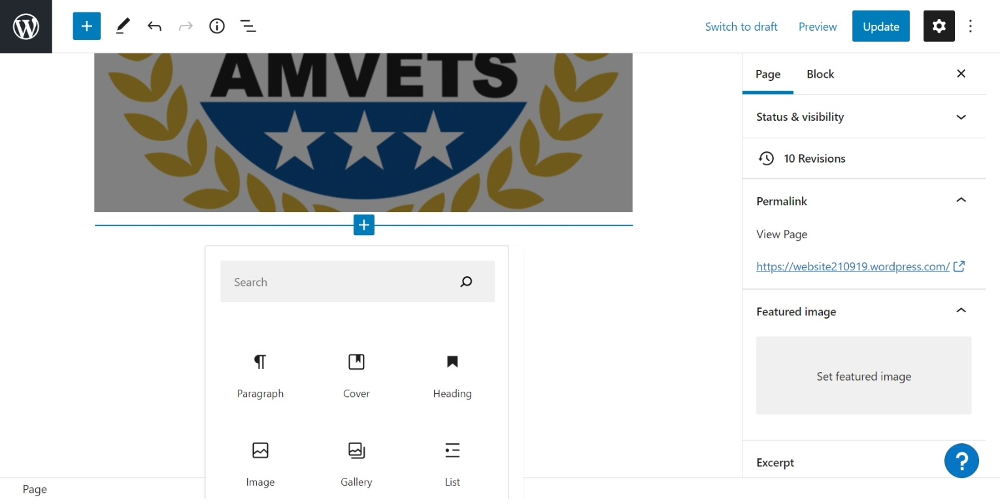 Switch to draft Preview Update
AMVETS
Page Block
Status & visibility
10 Revisions
Permalink
View Page
https://website210919.wordpress.com/
Featured image
Set featured image
Excerpt
Search
Paragraph Cover Heading
Image Gallery List
Page